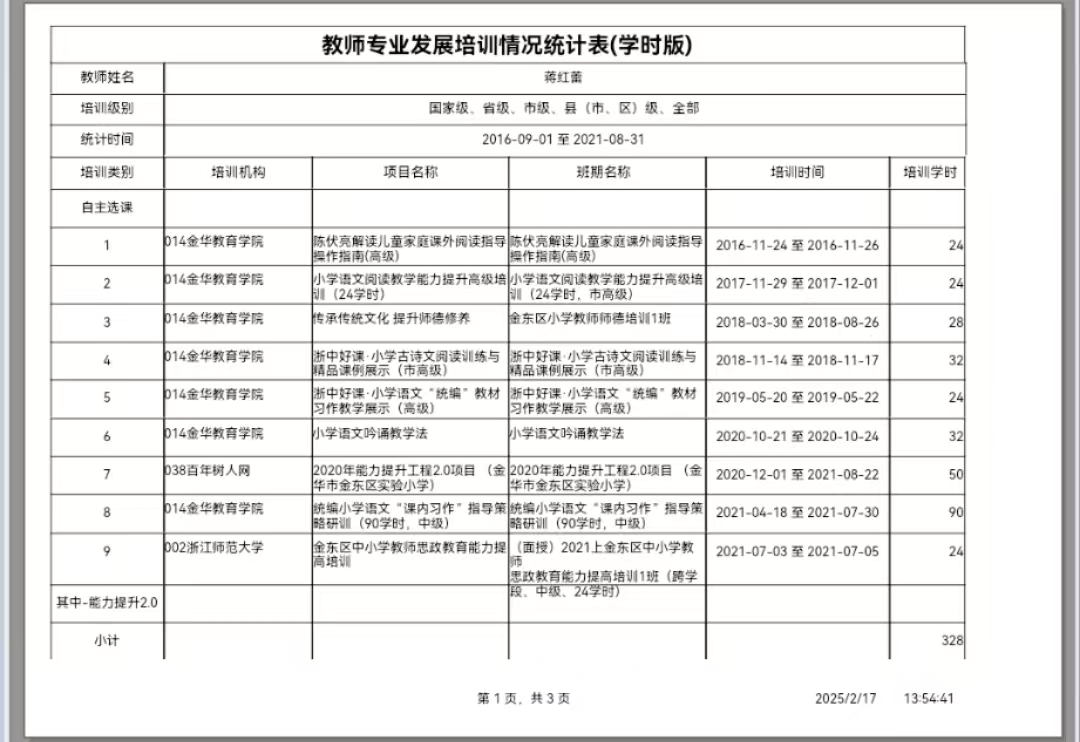 教师专业发展培训情况统计表(学时版)
教师姓名 蒋红蕾
培训级别 国家级、省级、市级、县（市、区）级、全部
统计时间 2016-09-01 至 2021-08-31
培训类别 培训机构 项目名称 班期名称 培训时间 培训学时
自主选课
1 014金华教育学院 陈伏亮解读儿童家庭课外阅读指导 陈伏亮解读儿童家庭课外阅读指导 2016-11-24 至 2016-11-26 24
操作指南(高级) 操作指南(高级)
2 014金华教育学院 小学语文阅读教学能力提升高级培 小学语文阅读教学能力提升高级培 2017-11-29 至 2017-12-01 24
训（24学时） 训（24学时，市高级）
3 014金华教育学院 传承传统文化 提升师德修养 金东区小学教师师德培训1班 2018-03-30 至 2018-08-26 28
4 014金华教育学院 浙中好课·小学古诗文阅读训练与 浙中好课·小学古诗文阅读训练与 2018-11-14 至 2018-11-17 32
精品课例展示（市高级） 精品课例展示（市高级）
5 014金华教育学院 浙中好课·小学语文“统编”教材 浙中好课·小学语文“统编”教材 2019-05-20 至 2019-05-22 24
习作教学展示（高级） 习作教学展示（高级）
6 014金华教育学院 小学语文吟诵教学法 小学语文吟诵教学法 2020-10-21 至 2020-10-24 32
7 038百年树人网 2020年能力提升工程2.0项目 （金 2020年能力提升工程2.0项目 （金 2020-12-01 至 2021-08-22 50
华市金东区实验小学） 华市金东区实验小学）
8 014金华教育学院 统编小学语文“课内习作”指导策 统编小学语文“课内习作”指导策 2021-04-18 至 2021-07-30 90
略研训（90学时，中级） 略研训（90学时，中级）
9 002浙江师范大学 金东区中小学教师思政教育能力提 （面授）2021上金东区中小学教 2021-07-03 至 2021-07-05 24
高培训 师
思政教育能力提高培训1班（跨学
段、中级、24学时）
其中-能力提升2.0
小计 328
第 1 页，共 3 页 2025/2/17 13:54:41